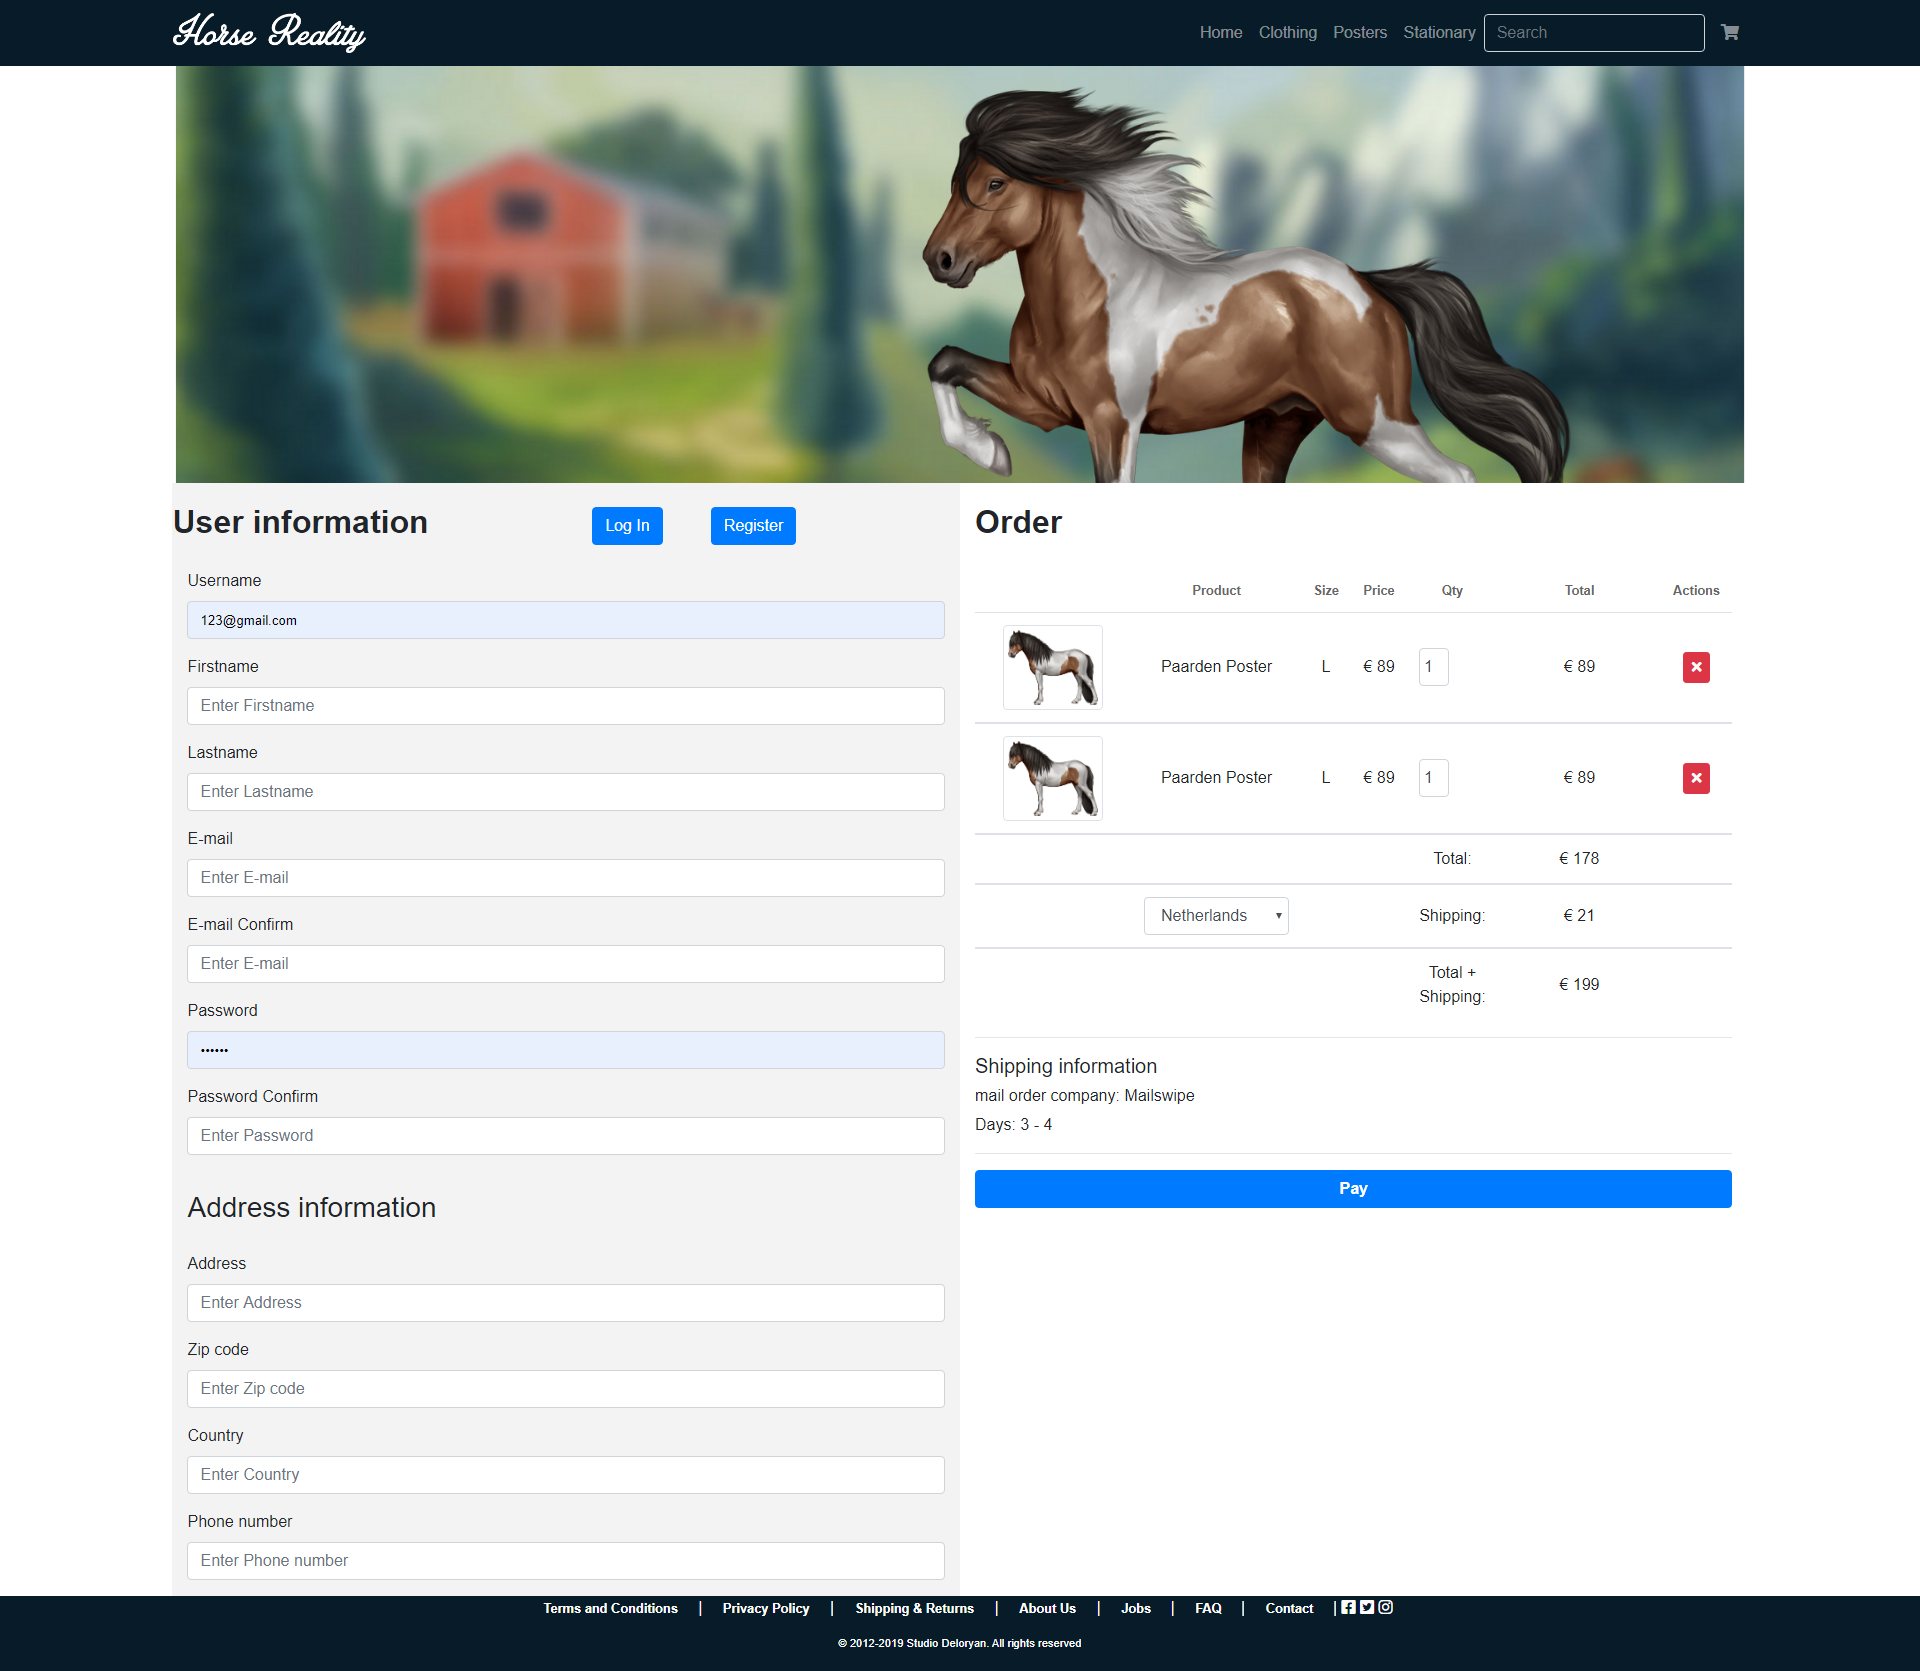 Horse Reality
Home Clothing Posters Stationary Search
User information Log In Register
Username
123@gmail.com
Firstname
Enter Firstname
Lastname
Enter Lastname
E-mail
Enter E-mail
E-mail Confirm
Enter E-mail
Password
••••••
Password Confirm
Enter Password
Address information
Address
Enter Address
Zip code
Enter Zip code
Country
Enter Country
Phone number
Enter Phone number
Order
Product Size Price Qty Total Actions
Paarden Poster L € 89 1 € 89
Paarden Poster L € 89 1 € 89
Total: € 178
Netherlands Shipping: € 21
Total +
Shipping: € 199
Shipping information
mail order company: Mailswipe
Days: 3 - 4
Pay
Terms and Conditions | Privacy Policy | Shipping & Returns | About Us | Jobs | FAQ | Contact |
© 2012-2019 Studio Deloryan. All rights reserved